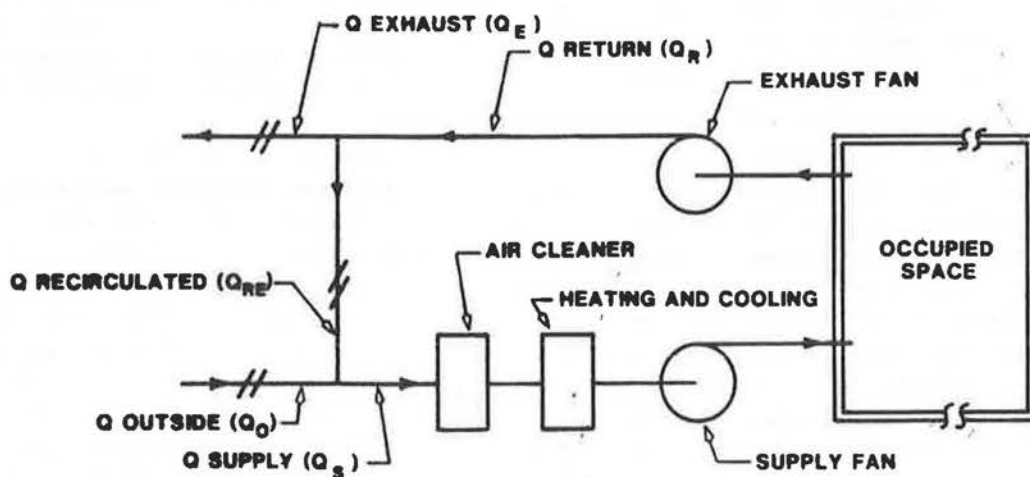 Q EXHAUST (Q_E)
Q RETURN (Q_R)
EXHAUST FAN
AIR CLEANER
OCCUPIED
SPACE
Q RECIRCULATED (Q_RE)
HEATING AND COOLING
Q OUTSIDE (Q_O)
Q SUPPLY (Q_S)
SUPPLY FAN